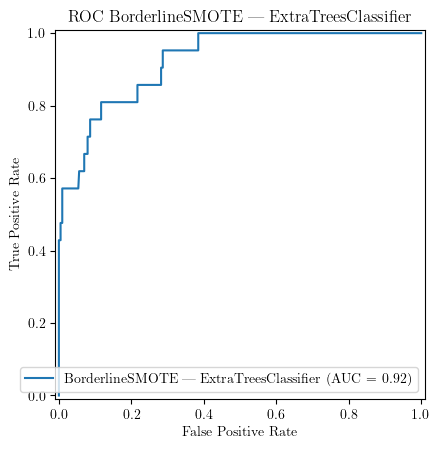 ROC BorderlineSMOTE — ExtraTreesClassifier
1.0
0.8
0.6
0.4
0.2
0.0
True Positive Rate
BorderlineSMOTE — ExtraTreesClassifier (AUC = 0.92)
0.0 0.2 0.4 0.6 0.8 1.0
False Positive Rate